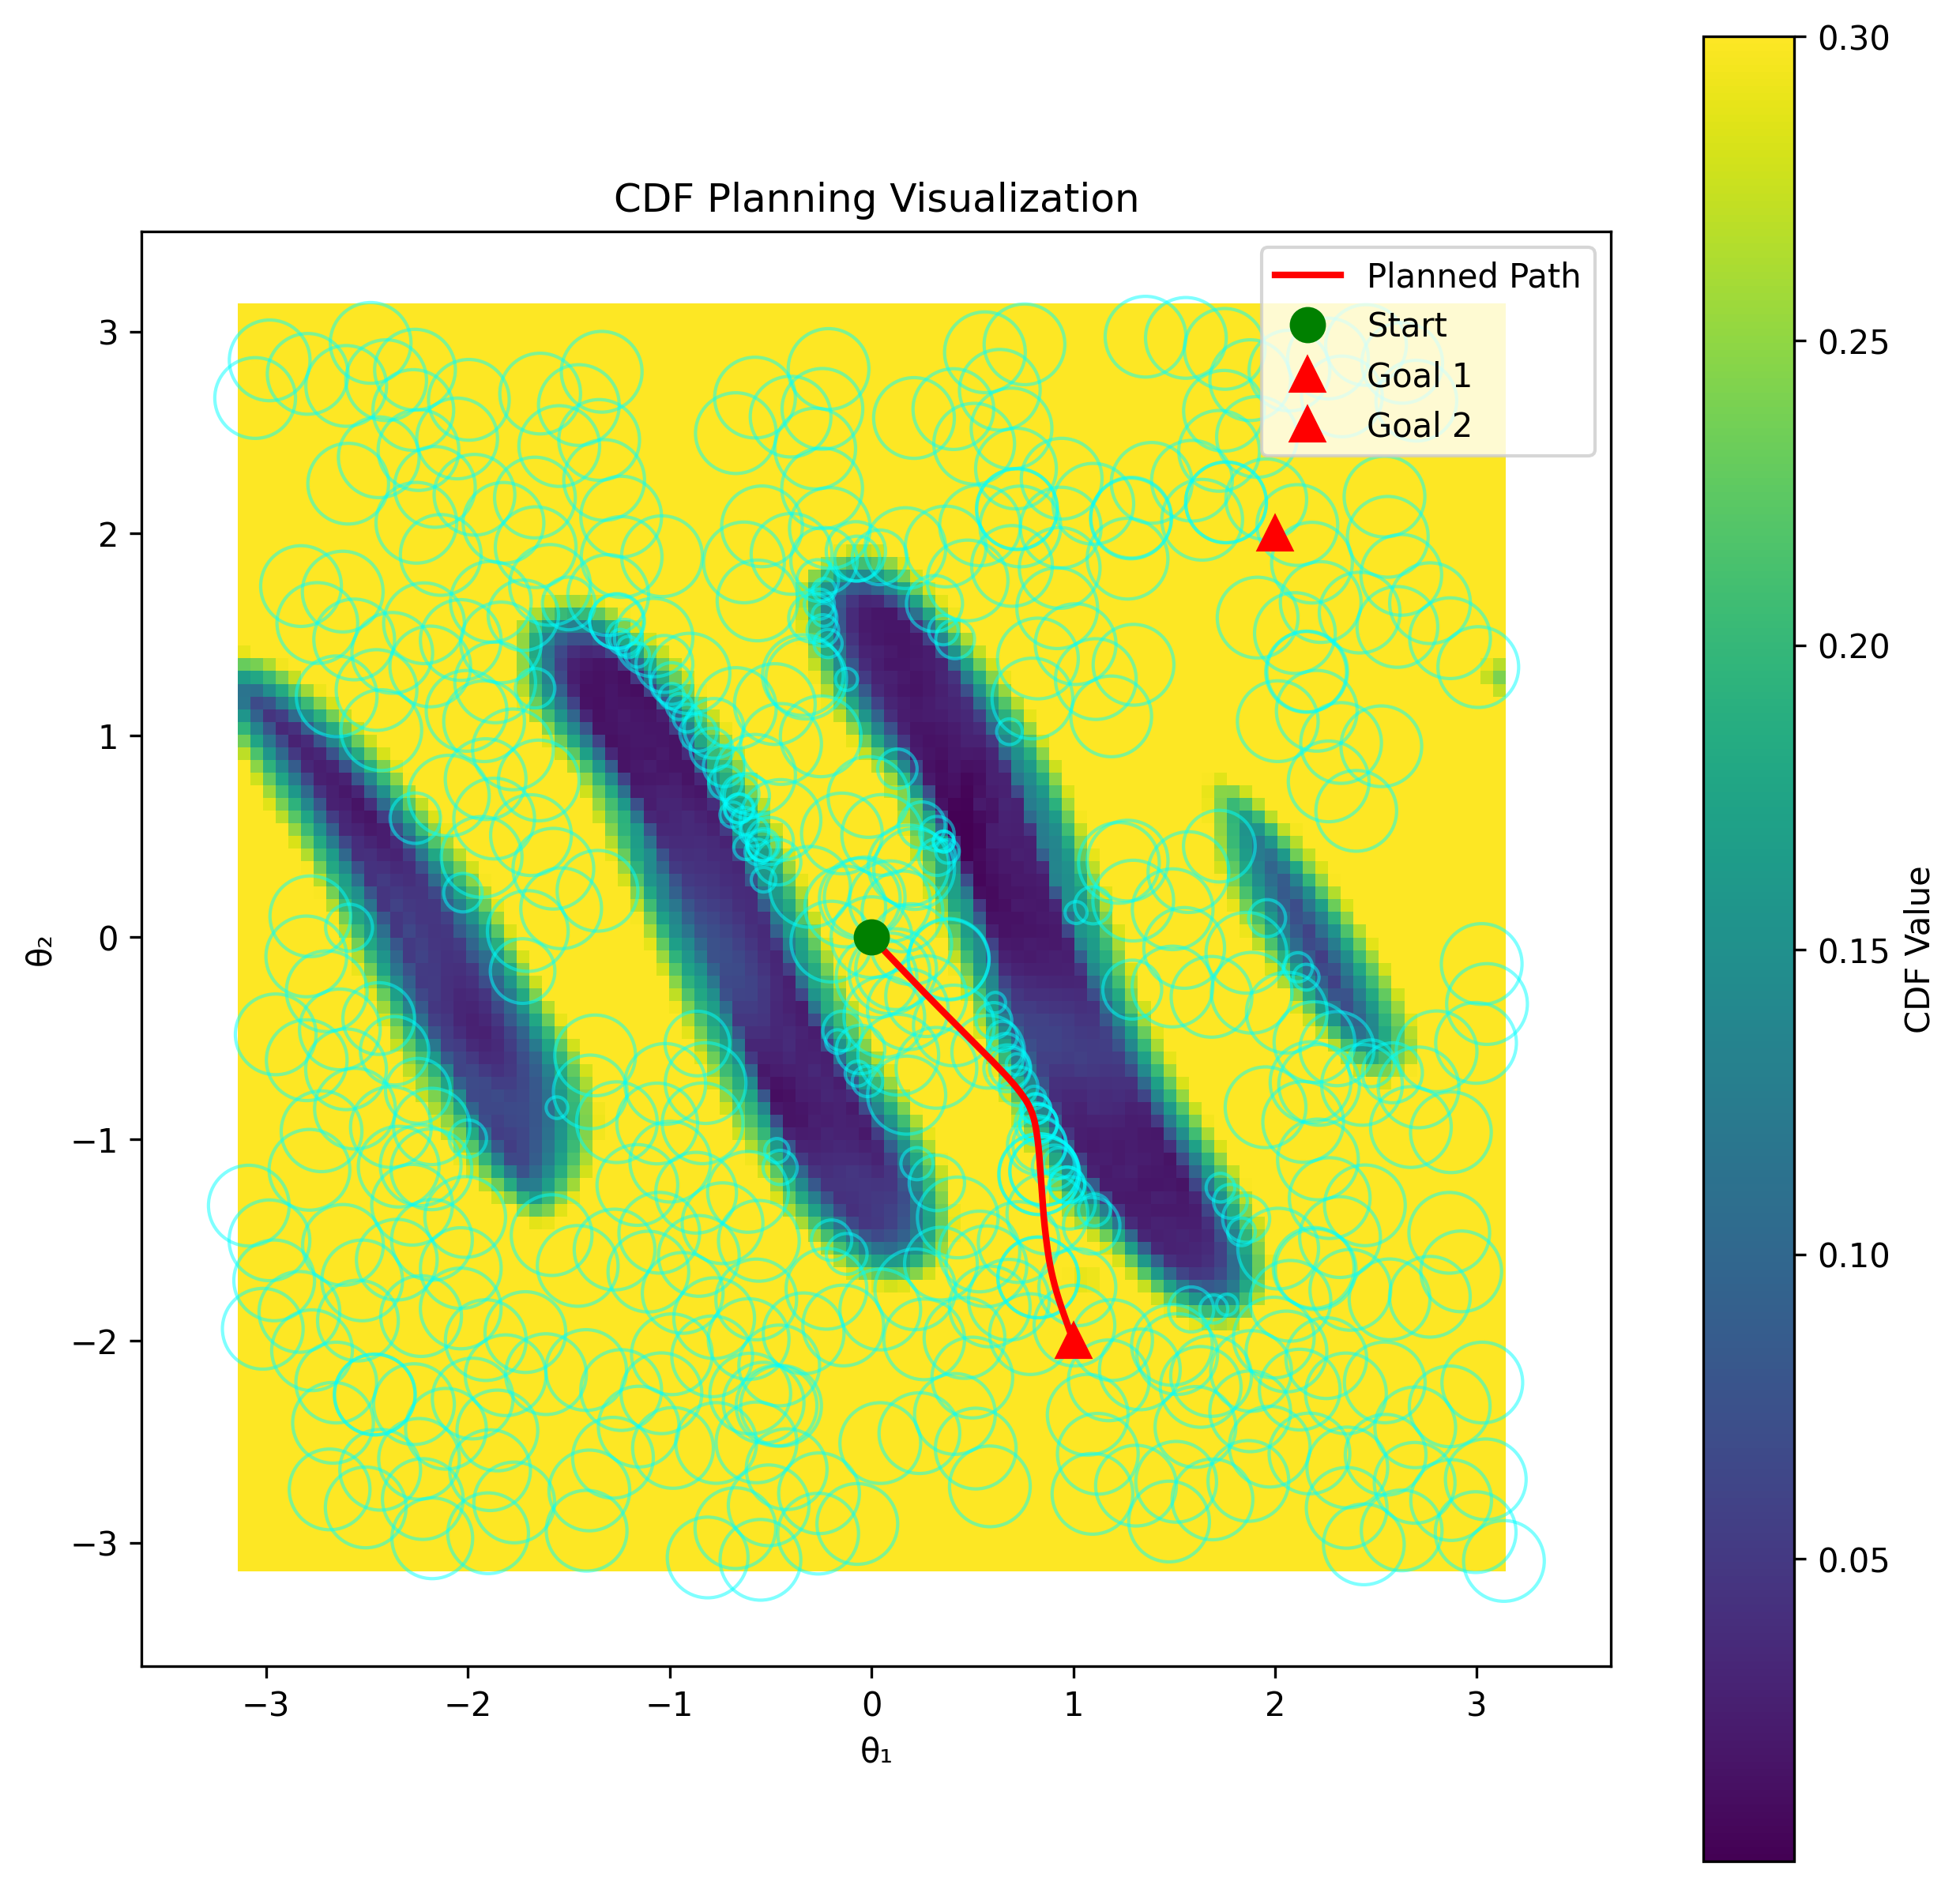 CDF Planning Visualization
Planned Path
Start
Goal 1
Goal 2
3
2
1
0
−1
−2
−3
θ₂
−3
−2
−1
0
1
2
3
θ₁
0.30
0.25
0.20
0.15
0.10
0.05
CDF Value